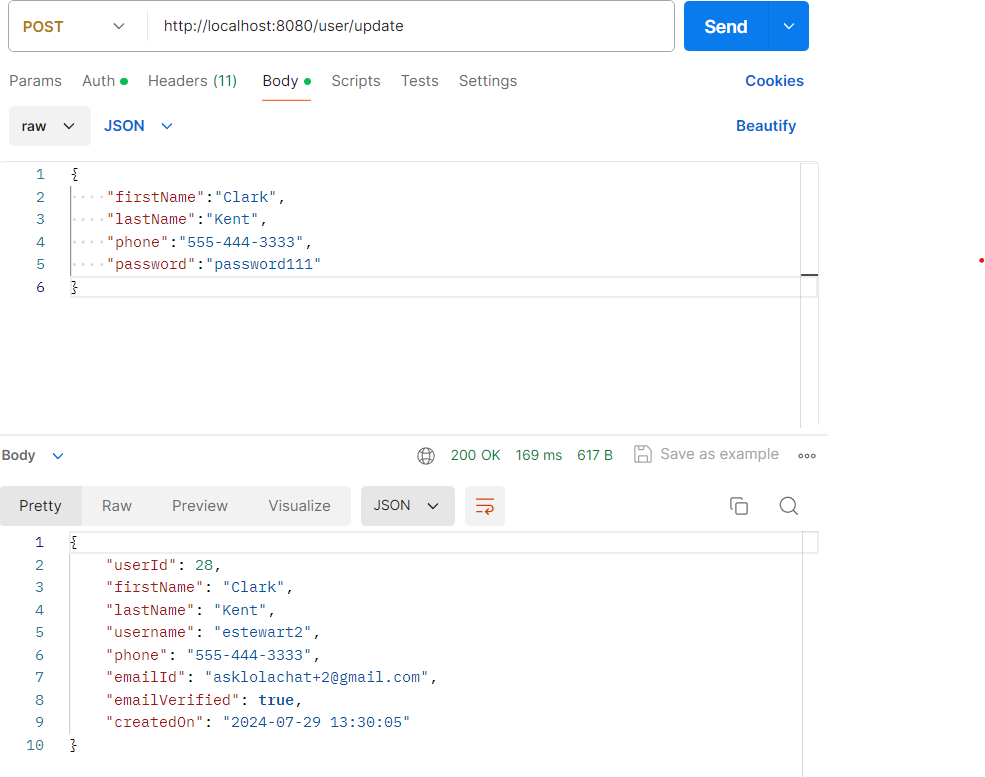 POST http://localhost:8080/user/update Send
Params Auth Headers (11) Body Scripts Tests Settings Cookies
raw JSON Beautify
1 {
2 "firstName":"Clark",
3 "lastName":"Kent",
4 "phone":"555-444-3333",
5 "password":"password111"
6 }
Body 200 OK 169 ms 617 B Save as example
Pretty Raw Preview Visualize JSON
1 {
2 "userId": 28,
3 "firstName": "Clark",
4 "lastName": "Kent",
5 "username": "estewart2",
6 "phone": "555-444-3333",
7 "emailId": "asklolachat+2@gmail.com",
8 "emailVerified": true,
9 "createdOn": "2024-07-29 13:30:05"
10 }